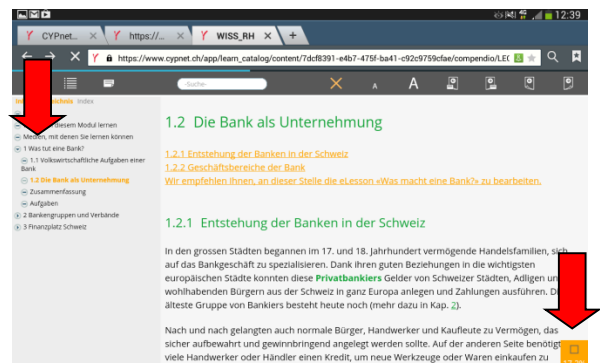 12:39
CYPnet...
https://...
WISS_RH
https://www.cypnet.ch/app/learn_catalog/content/7dcf8391-e4b7-475f-ba41-c92c9759cfae/compendio/LE
-Suche-
A A
Index
diesem Modul lernen
Medien, mit denen Sie lernen können
1 Was tut eine Bank?
1.1 Volkswirtschaftliche Aufgaben einer
Bank
1.2 Die Bank als Unternehmung
Zusammenfassung
Aufgaben
2 Bankengruppen und Verbände
3 Finanzplatz Schweiz
1.2 Die Bank als Unternehmung
1.2.1 Entstehung der Banken in der Schweiz
1.2.2 Geschäftsbereiche der Bank
Wir empfehlen Ihnen, an dieser Stelle die eLesson «Was macht eine Bank?» zu bearbeiten.
1.2.1 Entstehung der Banken in der Schweiz
In den grossen Städten begannen im 17. und 18. Jahrhundert vermögende Handelsfamilien, sich
auf das Bankgeschäft zu spezialisieren. Dank ihren guten Beziehungen in die wichtigsten
europäischen Städte konnten diese Privatbankiers Gelder von Schweizer Städten, Adligen un
wohlhabenden Bürgern aus der Schweiz in ganz Europa anlegen und Zahlungen ausführen. D
älteste Gruppe von Bankiers besteht heute noch (mehr dazu in Kap. 2).
Nach und nach gelangten auch normale Bürger, Handwerker und Kaufleute zu Vermögen, das
sicher aufbewahrt und gewinnbringend angelegt werden sollte. Auf der anderen Seite benötigt
viele Handwerker oder Händler einen Kredit, um neue Werkzeuge oder Waren einkaufen zu